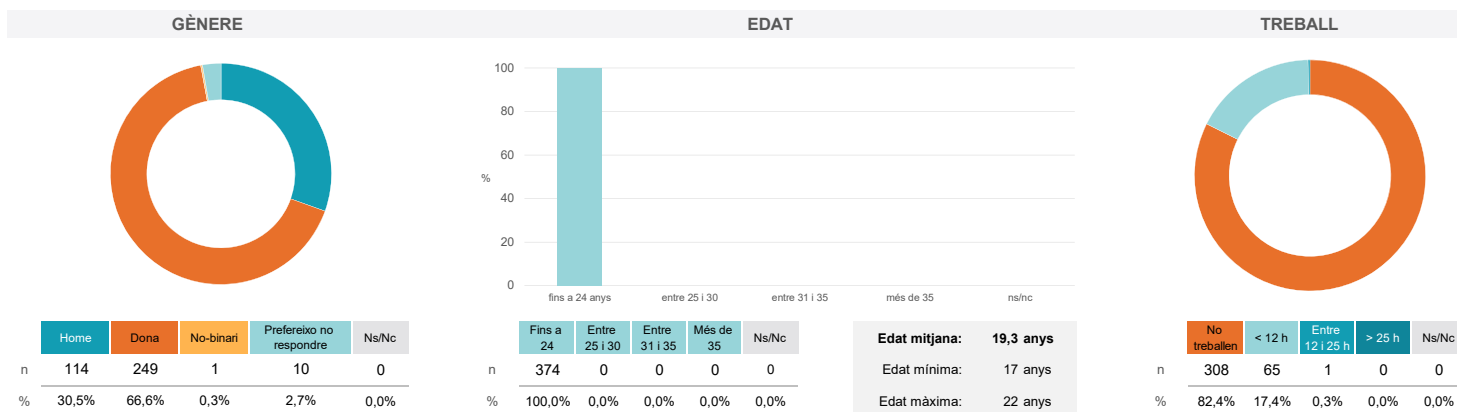 GÈNERE
Home Dona No-binari Prefereixo no respondre Ns/Nc
n 114 249 1 10 0
% 30,5% 66,6% 0,3% 2,7% 0,0%
EDAT
100
80
60
%
40
20
0
fins a 24 anys entre 25 i 30 entre 31 i 35 més de 35 ns/nc
Fins a 24 Entre 25 i 30 Entre 31 i 35 Més de 35 Ns/Nc
n 374 0 0 0 0
% 100,0% 0,0% 0,0% 0,0% 0,0%
Edat mitjana: 19,3 anys
Edat mínima: 17 anys
Edat màxima: 22 anys
TREBALL
No treballen < 12 h Entre 12 i 25 h > 25 h Ns/Nc
n 308 65 1 0 0
% 82,4% 17,4% 0,3% 0,0% 0,0%